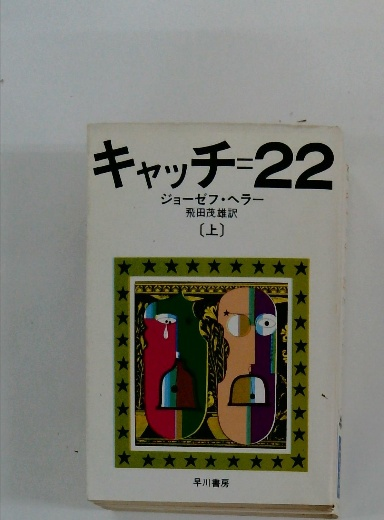 キャッチ=22
ジョーゼフ・ヘラー
飛田茂雄訳
〔上〕
早川書房